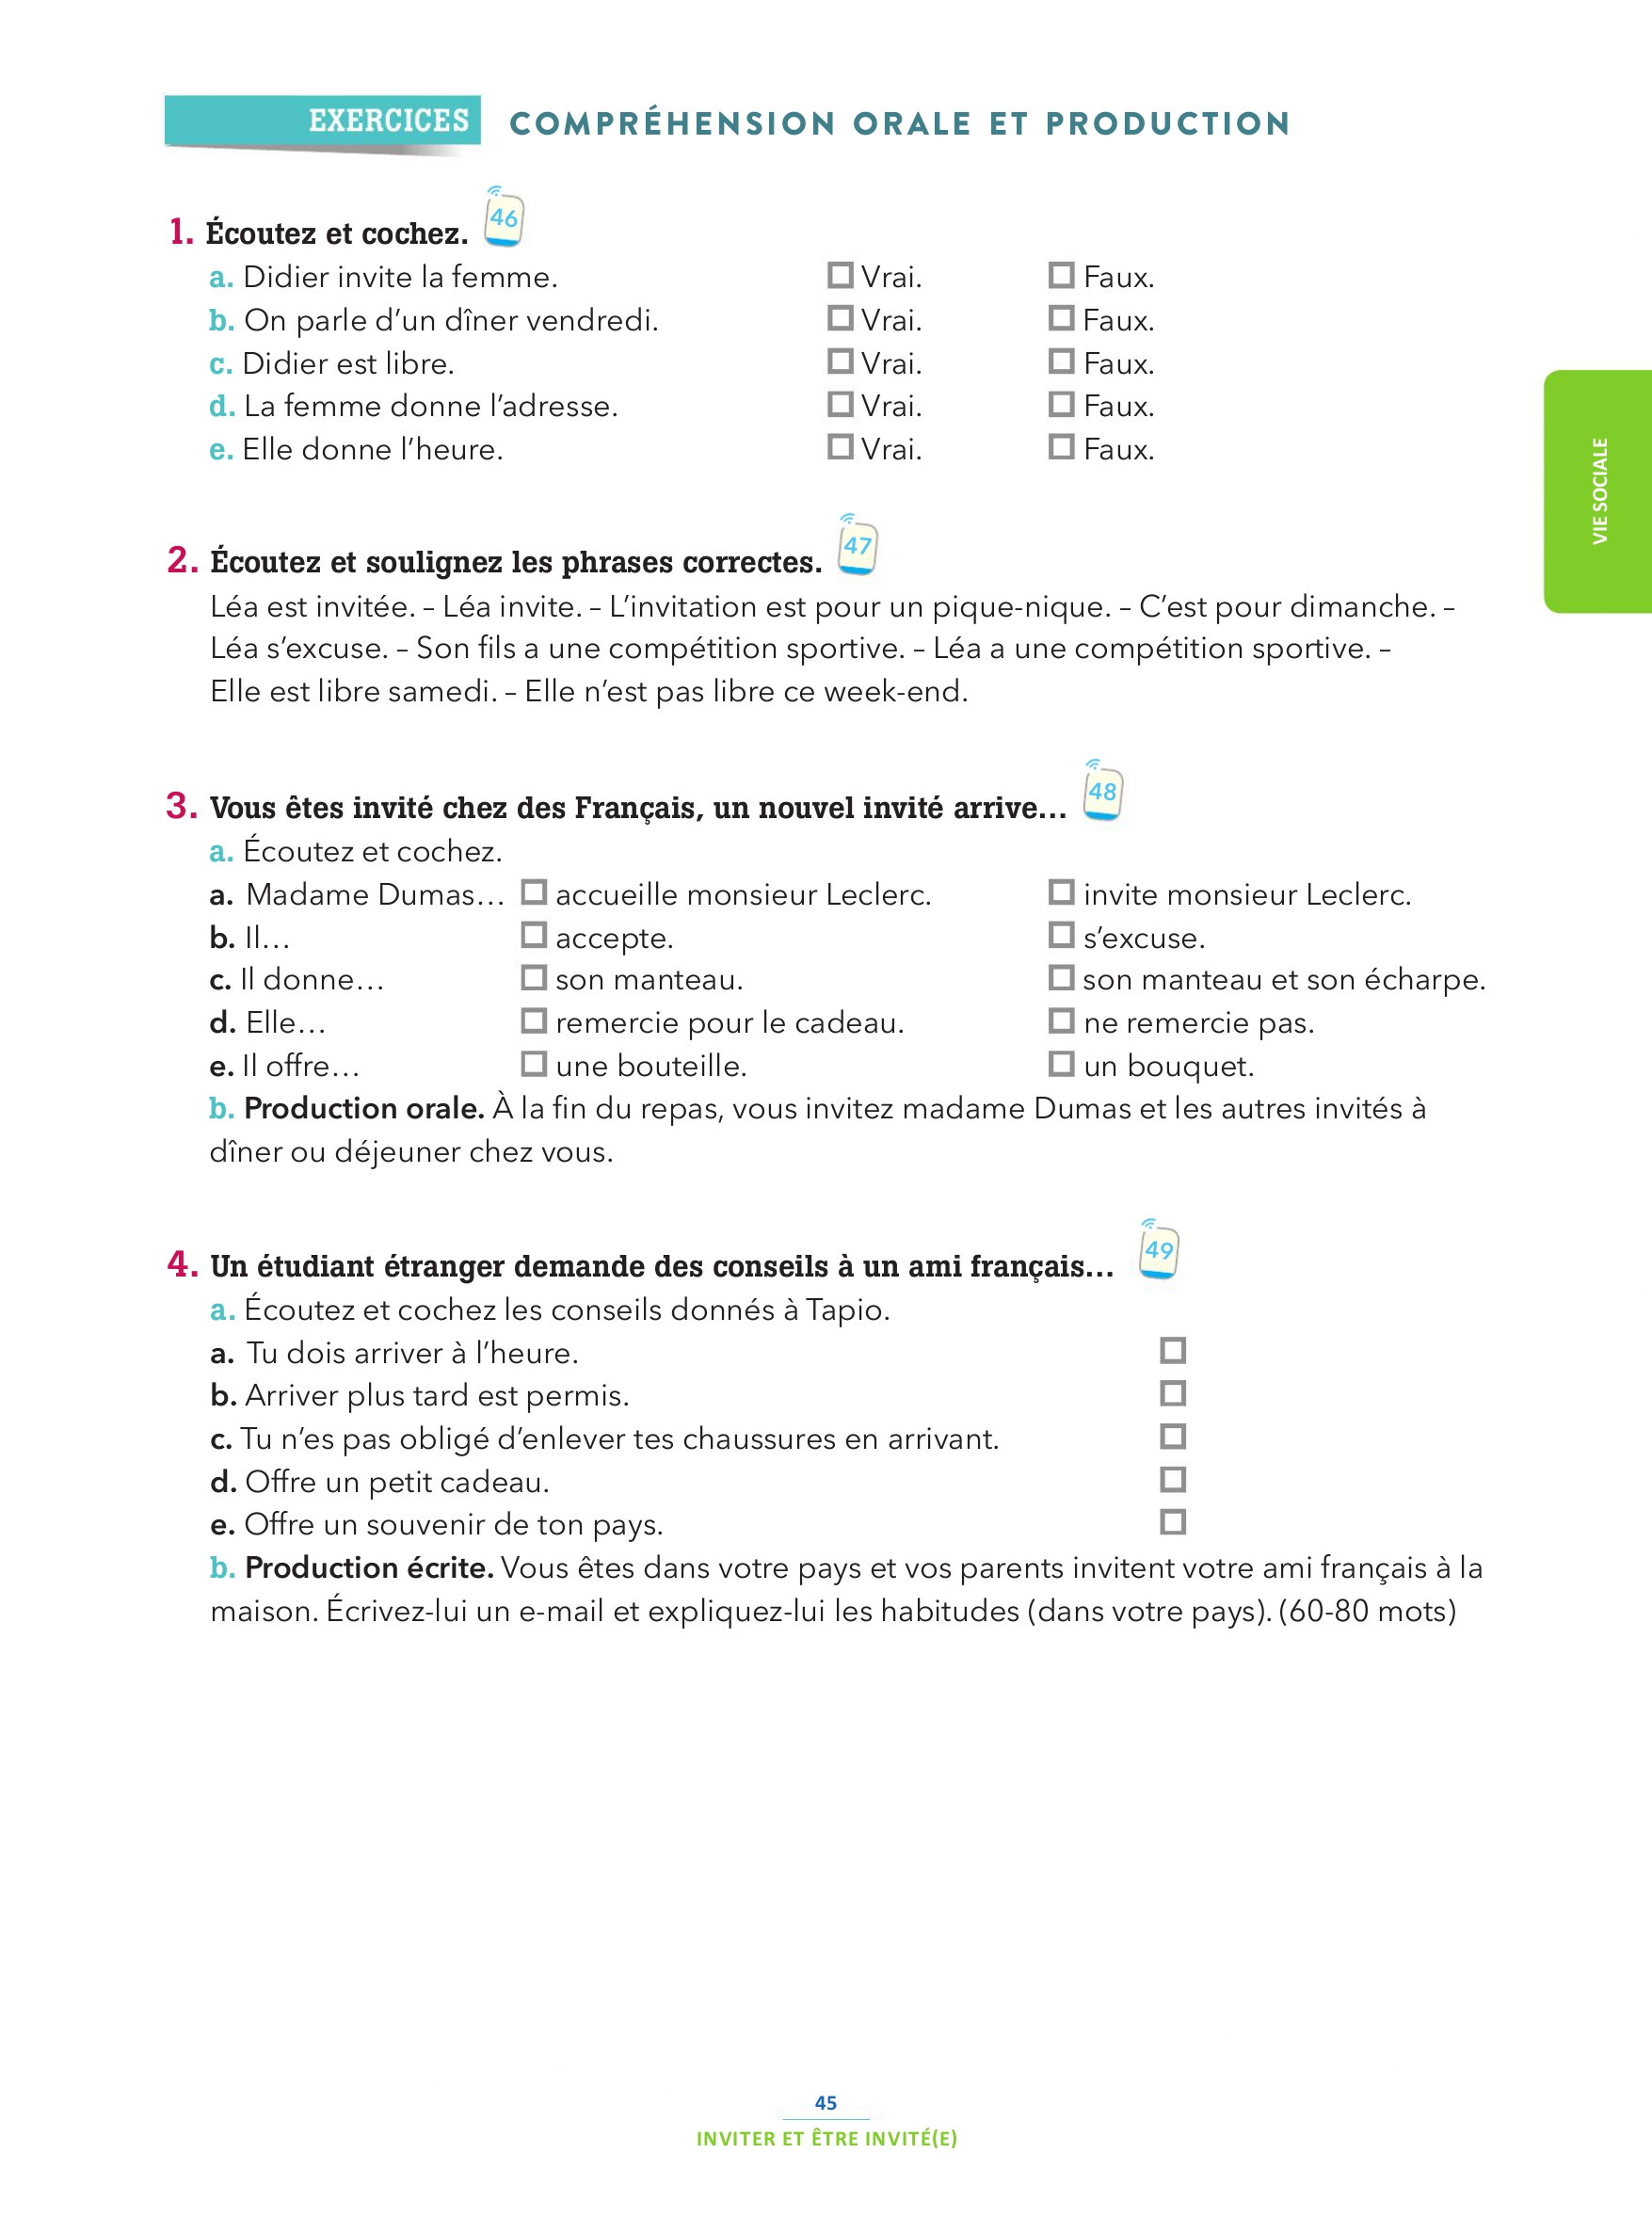 EXERCICES COMPRÉHENSION ORALE ET PRODUCTION
1. Écoutez et cochez. 46
a. Didier invite la femme. ☐ Vrai. ☐ Faux.
b. On parle d’un dîner vendredi. ☐ Vrai. ☐ Faux.
c. Didier est libre. ☐ Vrai. ☐ Faux.
d. La femme donne l’adresse. ☐ Vrai. ☐ Faux.
e. Elle donne l’heure. ☐ Vrai. ☐ Faux.
VIE SOCIALE
2. Écoutez et soulignez les phrases correctes. 47
Léa est invitée. – Léa invite. – L’invitation est pour un pique-nique. – C’est pour dimanche. –
Léa s’excuse. – Son fils a une compétition sportive. – Léa a une compétition sportive. –
Elle est libre samedi. – Elle n’est pas libre ce week-end.
3. Vous êtes invité chez des Français, un nouvel invité arrive… 48
a. Écoutez et cochez.
a. Madame Dumas… ☐ accueille monsieur Leclerc. ☐ invite monsieur Leclerc.
b. Il… ☐ accepte. ☐ s’excuse.
c. Il donne… ☐ son manteau. ☐ son manteau et son écharpe.
d. Elle… ☐ remercie pour le cadeau. ☐ ne remercie pas.
e. Il offre… ☐ une bouteille. ☐ un bouquet.
b. Production orale. À la fin du repas, vous invitez madame Dumas et les autres invités à
dîner ou déjeuner chez vous.
4. Un étudiant étranger demande des conseils à un ami français… 49
a. Écoutez et cochez les conseils donnés à Tapio.
a. Tu dois arriver à l’heure. ☐
b. Arriver plus tard est permis. ☐
c. Tu n’es pas obligé d’enlever tes chaussures en arrivant. ☐
d. Offre un petit cadeau. ☐
e. Offre un souvenir de ton pays. ☐
b. Production écrite. Vous êtes dans votre pays et vos parents invitent votre ami français à la
maison. Écrivez-lui un e-mail et expliquez-lui les habitudes (dans votre pays). (60-80 mots)
45
INVITER ET ÊTRE INVITÉ(E)